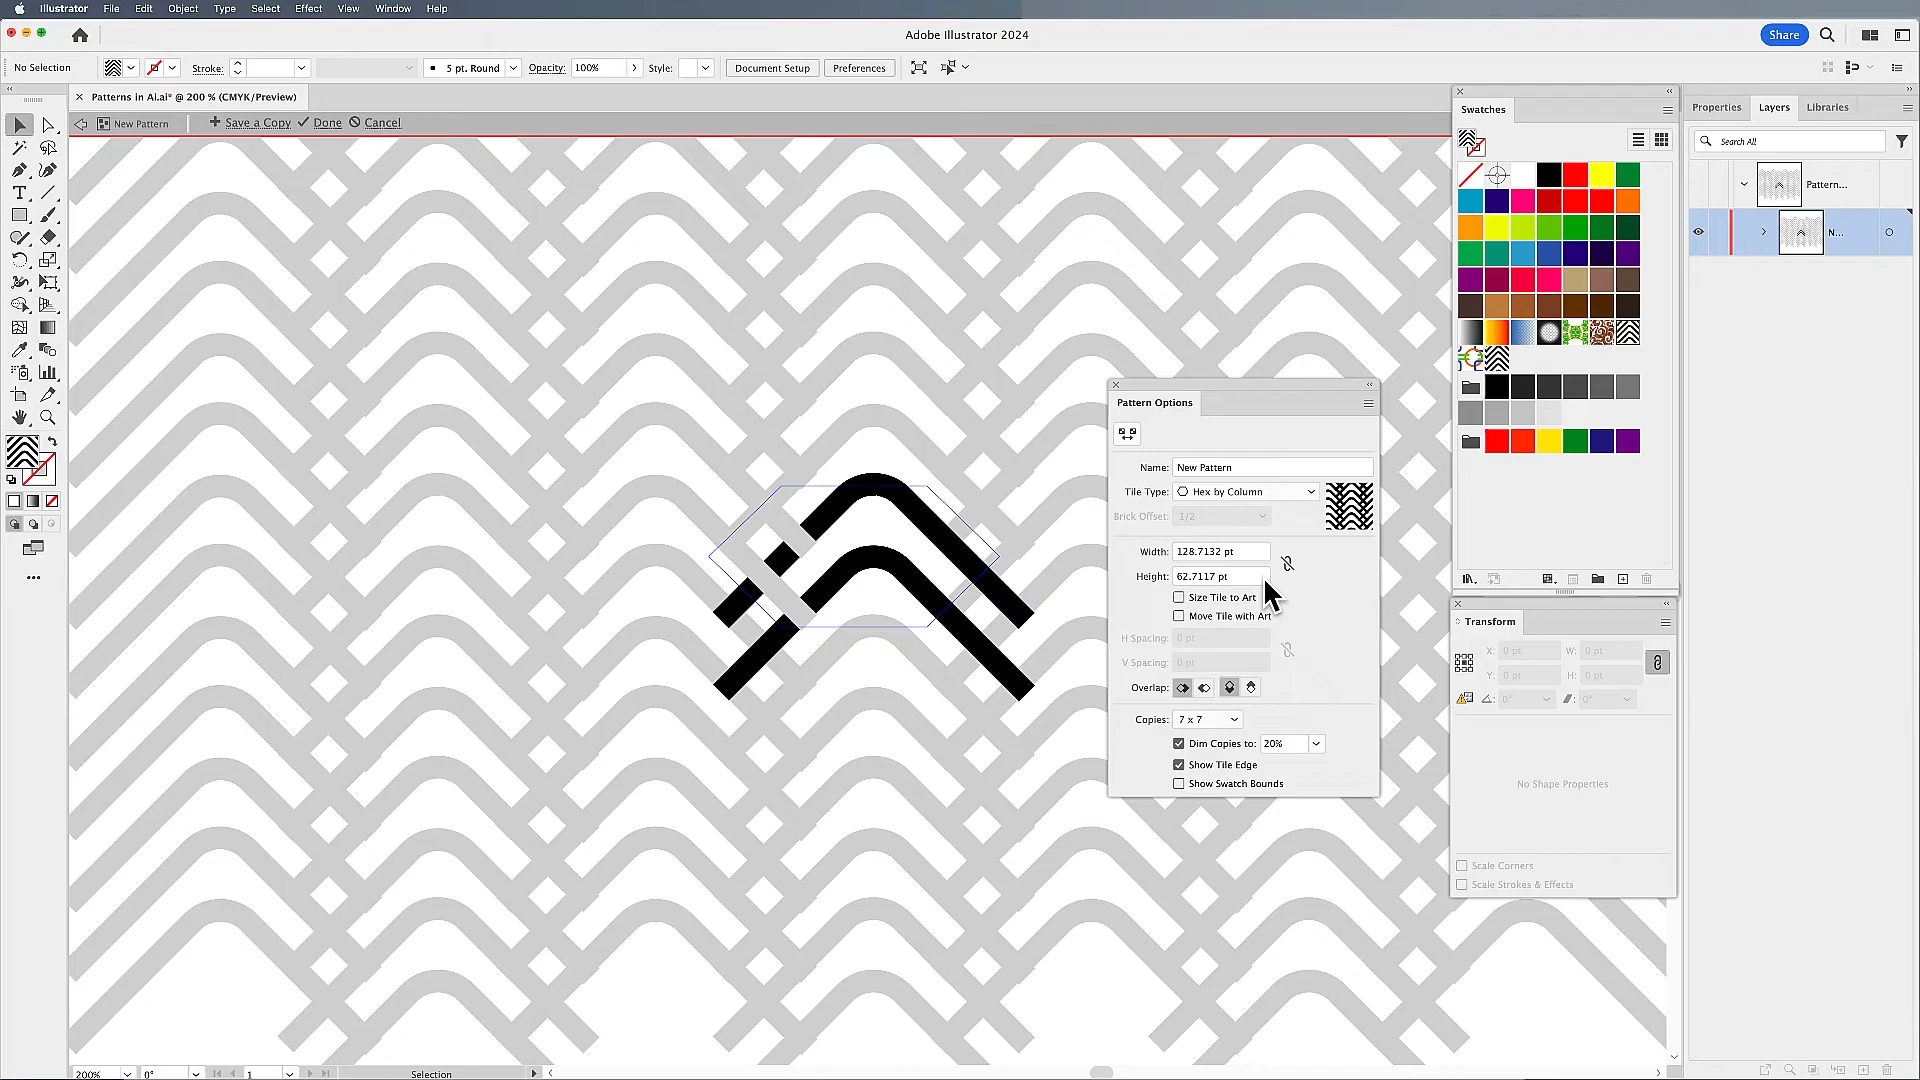 Illustrator File Edit Object Type Select Effect View Window Help
Adobe Illustrator 2024
Share
No Selection Stroke: 5 pt. Round Opacity: 100% Style: Document Setup Preferences
× Patterns in Ai.ai* @ 200 % (CMYK/Preview)
New Pattern + Save a Copy Done Cancel
Swatches
Properties Layers Libraries
Search All
Pattern...
N...
Pattern Options
Name: New Pattern
Tile Type: Hex by Column
Brick Offset: 1/2
Width: 128.7132 pt
Height: 62.7117 pt
Size Tile to Art
Move Tile with Art
H Spacing: 0 pt
V Spacing: 0 pt
Overlap:
Copies: 7 x 7
Dim Copies to: 20%
Show Tile Edge
Show Swatch Bounds
Transform
X: 0 pt W: 0 pt
Y: 0 pt H: 0 pt
0° 0°
No Shape Properties
Scale Corners
Scale Strokes & Effects
200% 0° 1 Selection